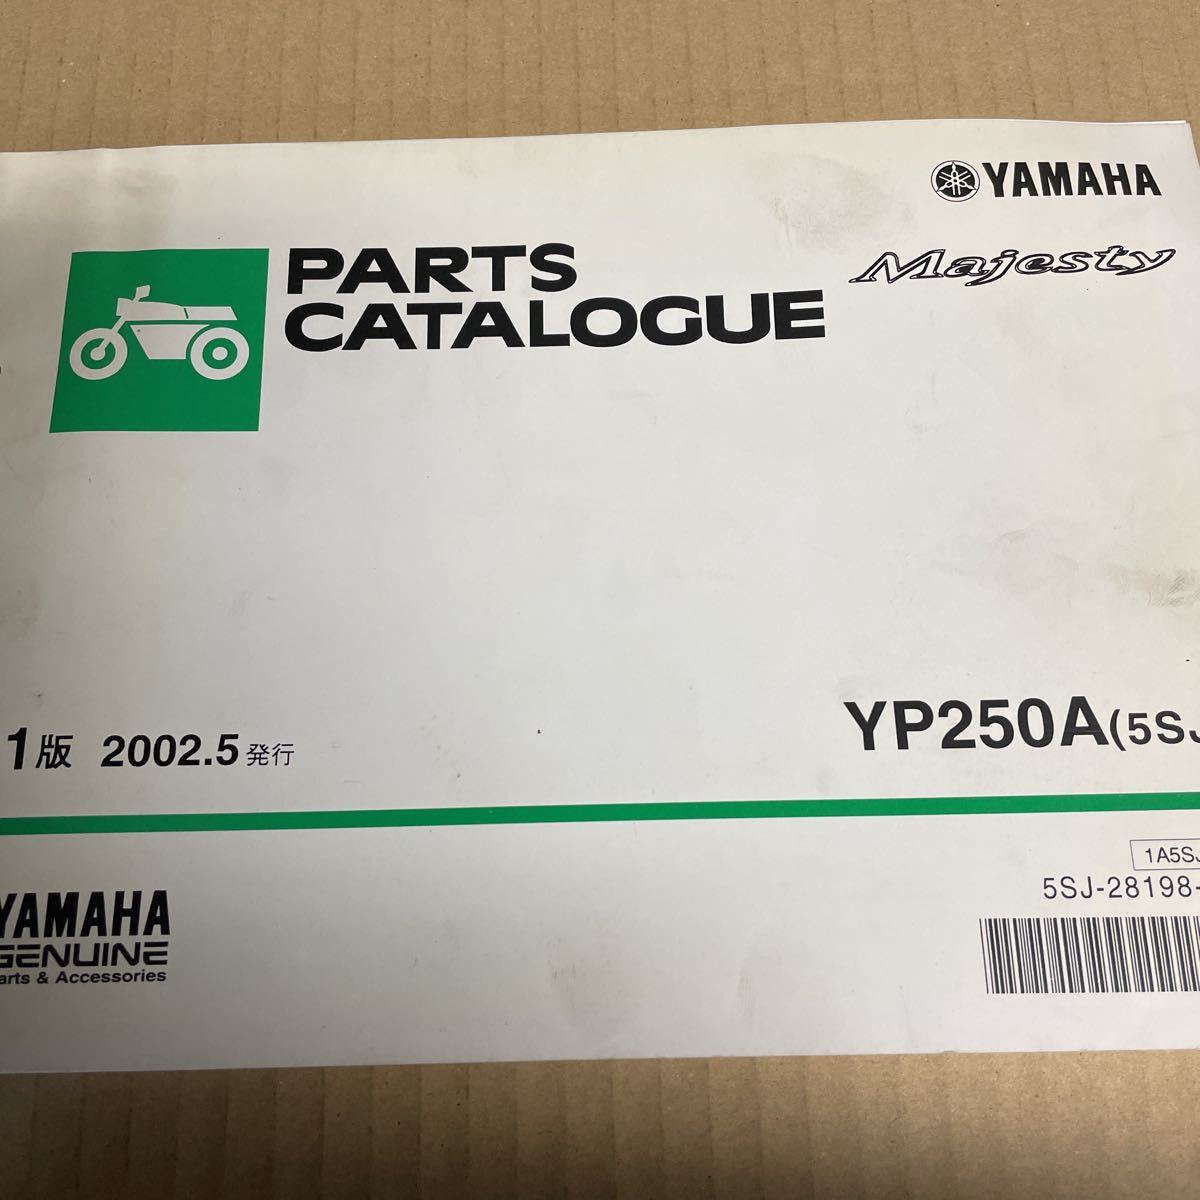 YAMAHA
Majesty
PARTS
CATALOGUE
YP250A(5SJ
1版 2002.5発行
1A5SJ
5SJ-28198-
YAMAHA
GENUINE
arts & Accessories